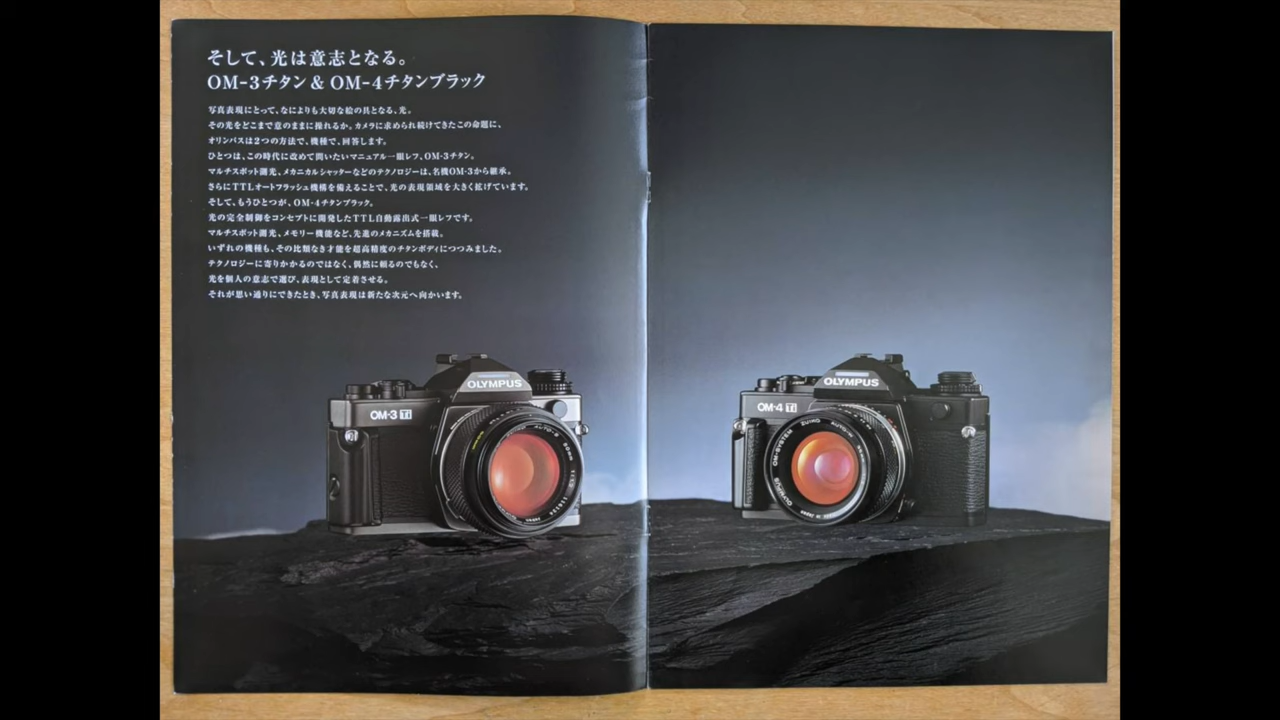 そして、光は意志となる。
OM-3チタン & OM-4チタンブラック
写真表現にとって、なによりも大切な絵の具となる、光。
その光をどこまで意のままに操れるか。カメラに求められ続けてきたこの命題に、
オリンパスは2つの方法で、機種で、回答します。
ひとつは、この時代に改めて問いたいマニュアル一眼レフ、OM-3チタン。
マルチスポット測光、メカニカルシャッターなどのテクノロジーは、名機OM-3から継承。
さらにTTLオートフラッシュ機構を備えることで、光の表現領域を大きく拡げています。
そして、もうひとつが、OM-4チタンブラック。
光の完全制御をコンセプトに開発したTTL自動露出式一眼レフです。
マルチスポット測光、メモリー機能など、先進のメカニズムを搭載。
いずれの機種も、その比類なき才能を超高精度のチタンボディにつつみました。
テクノロジーに寄りかかるのではなく、偶然に頼るのでもなく、
光を個人の意志で選び、表現として定着させる。
それが思い通りにできたとき、写真表現は新たな次元へ向かいます。
OLYMPUS
OM-3 Ti
OLYMPUS
OM-4 Ti